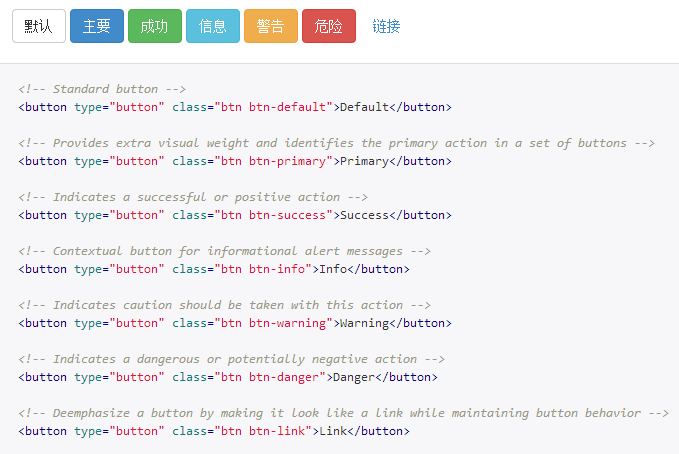 默认 主要 成功 信息 警告 危险 链接
<!-- Standard button -->
<button type="button" class="btn btn-default">Default</button>
<!-- Provides extra visual weight and identifies the primary action in a set of buttons -->
<button type="button" class="btn btn-primary">Primary</button>
<!-- Indicates a successful or positive action -->
<button type="button" class="btn btn-success">Success</button>
<!-- Contextual button for informational alert messages -->
<button type="button" class="btn btn-info">Info</button>
<!-- Indicates caution should be taken with this action -->
<button type="button" class="btn btn-warning">Warning</button>
<!-- Indicates a dangerous or potentially negative action -->
<button type="button" class="btn btn-danger">Danger</button>
<!-- Deemphasize a button by making it look like a link while maintaining button behavior -->
<button type="button" class="btn btn-link">Link</button>